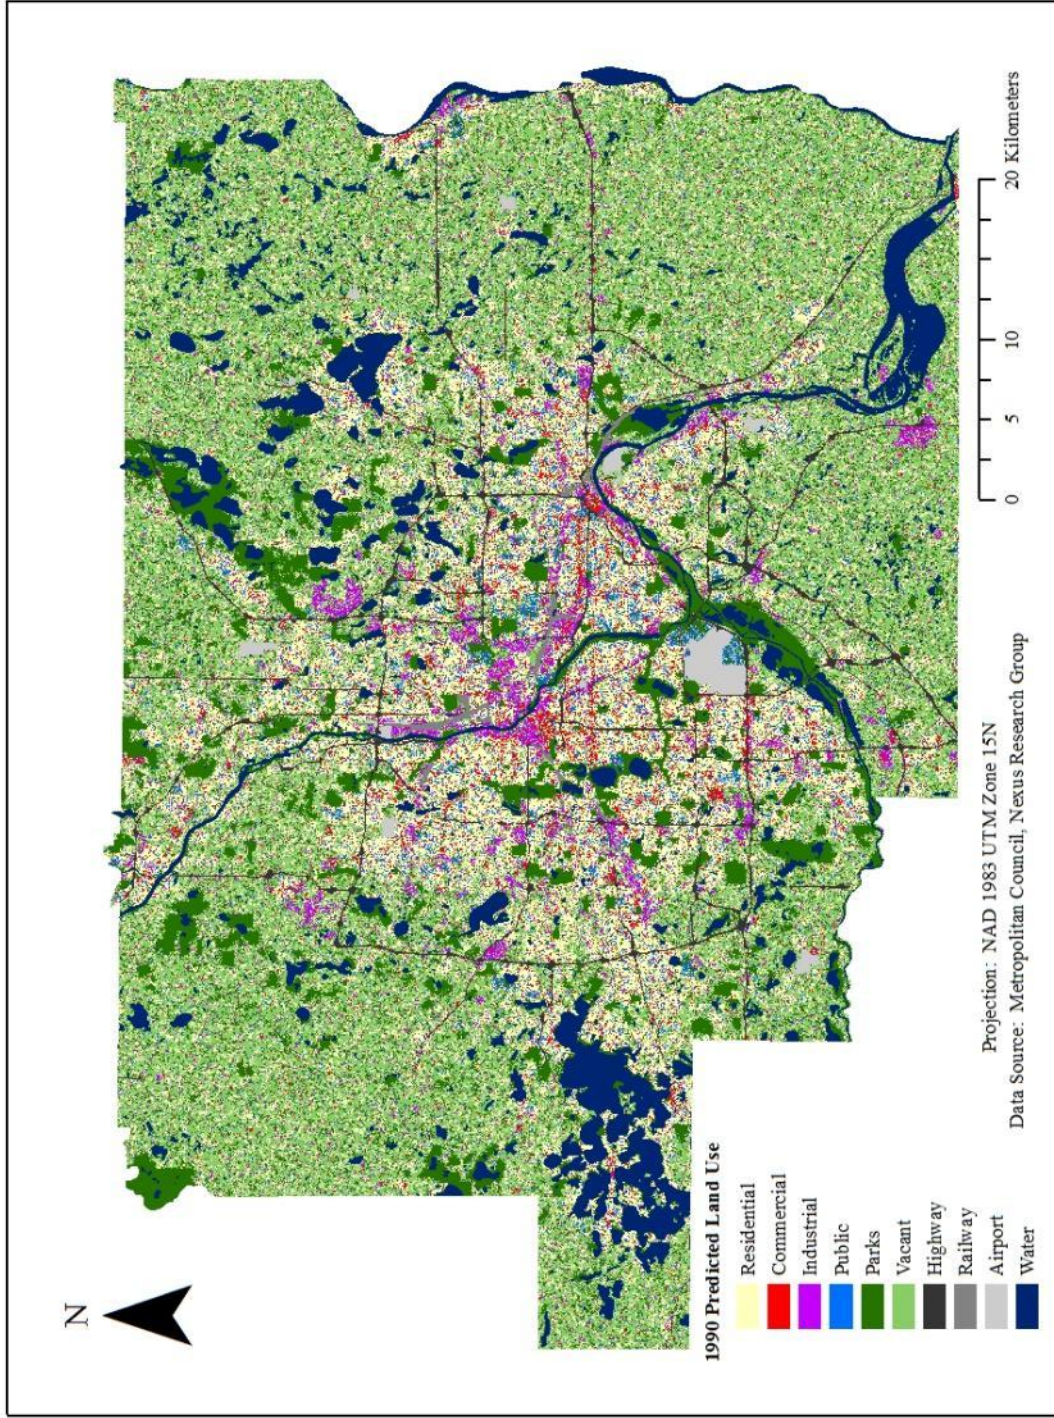 N
1990 Predicted Land Use
Residential
Commercial
Industrial
Public
Parks
Vacant
Highway
Railway
Airport
Water
0 5 10 20 Kilometers
Projection: NAD 1983 UTM Zone 15N
Data Source: Metropolitan Council, Nexus Research Group